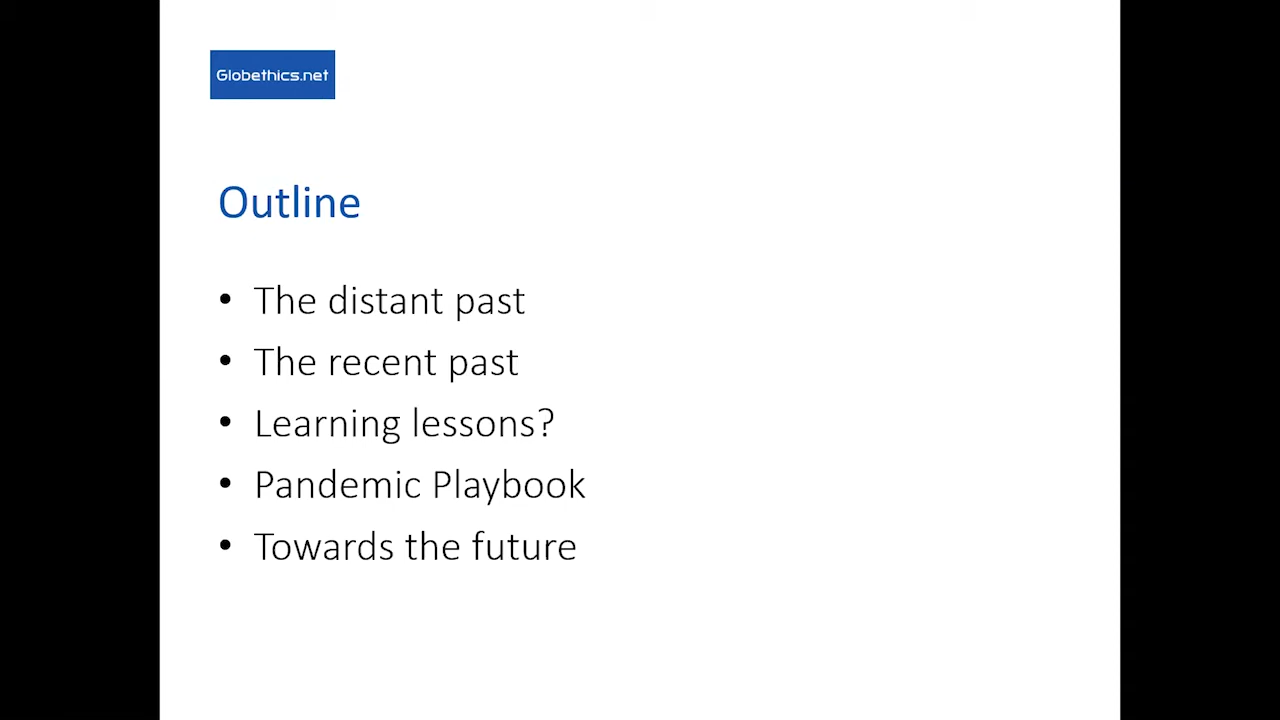 Globethics.net
Outline
• The distant past
• The recent past
• Learning lessons?
• Pandemic Playbook
• Towards the future